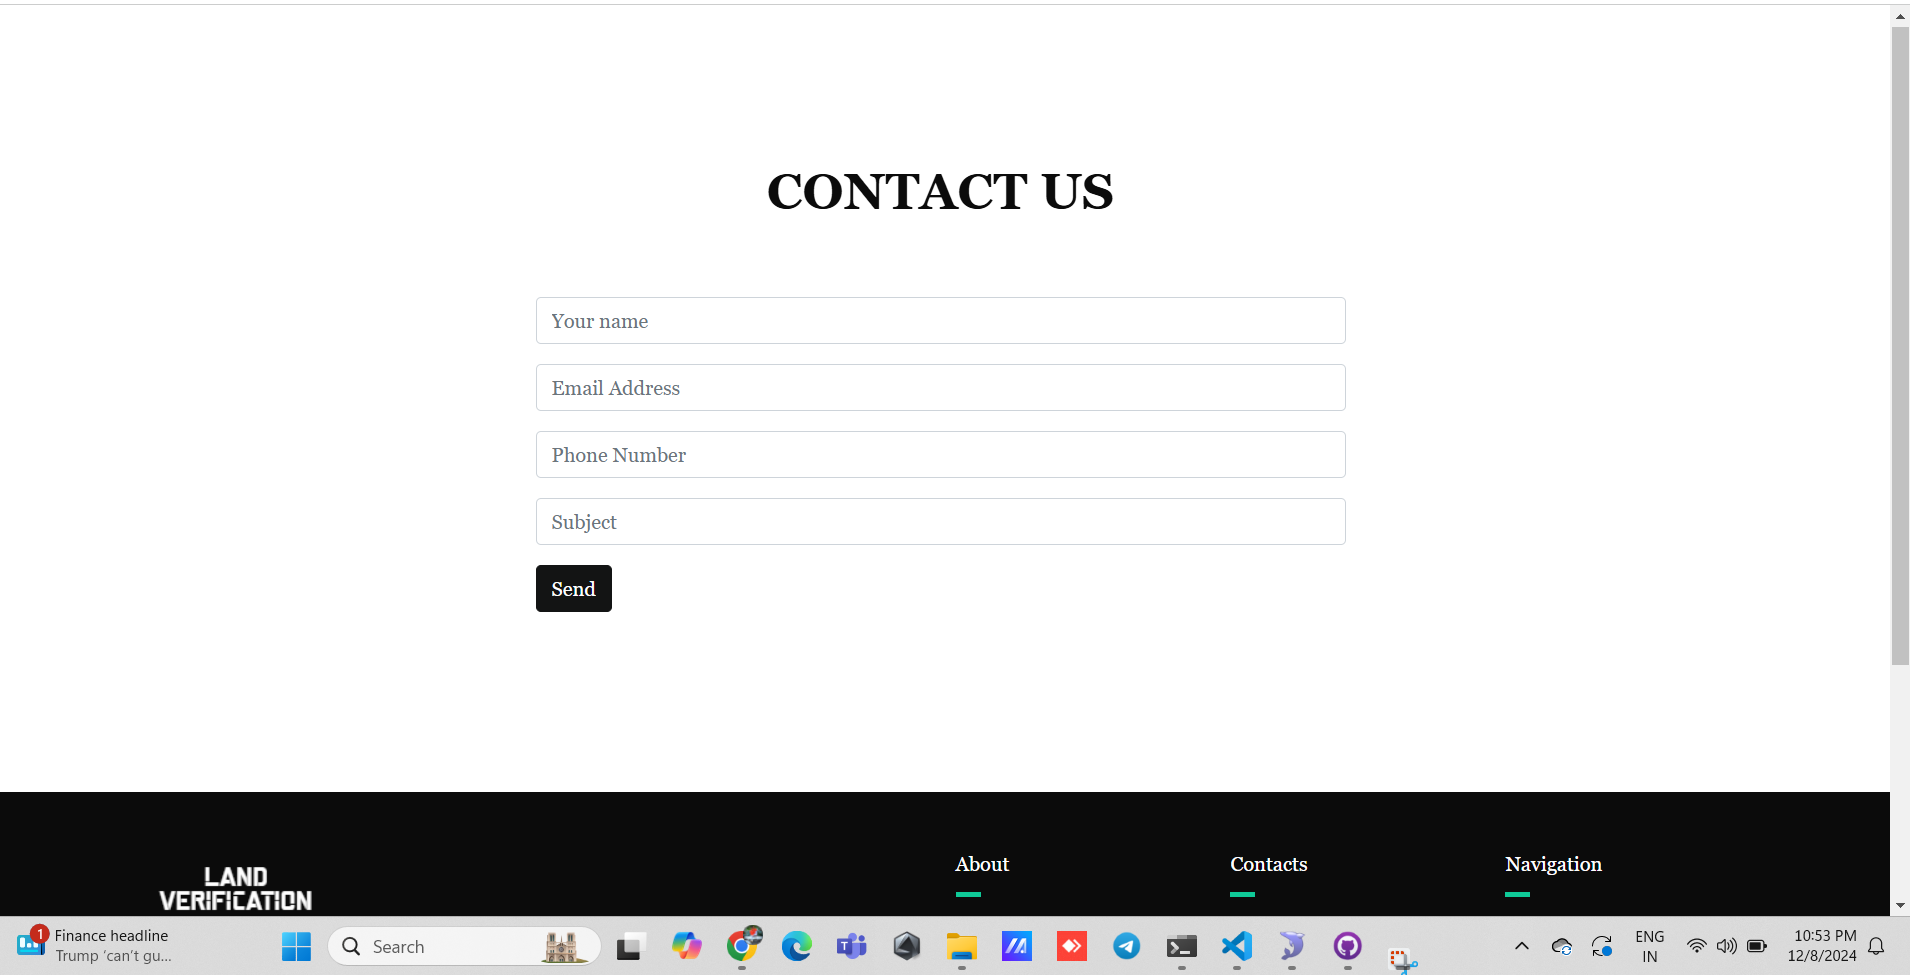 CONTACT US
Your name
Email Address
Phone Number
Subject
Send
LAND
VERIFICATION
About
Contacts
Navigation
1
Finance headline
Trump ‘can’t gu...
Search
T
ENG
IN
10:53 PM
12/8/2024